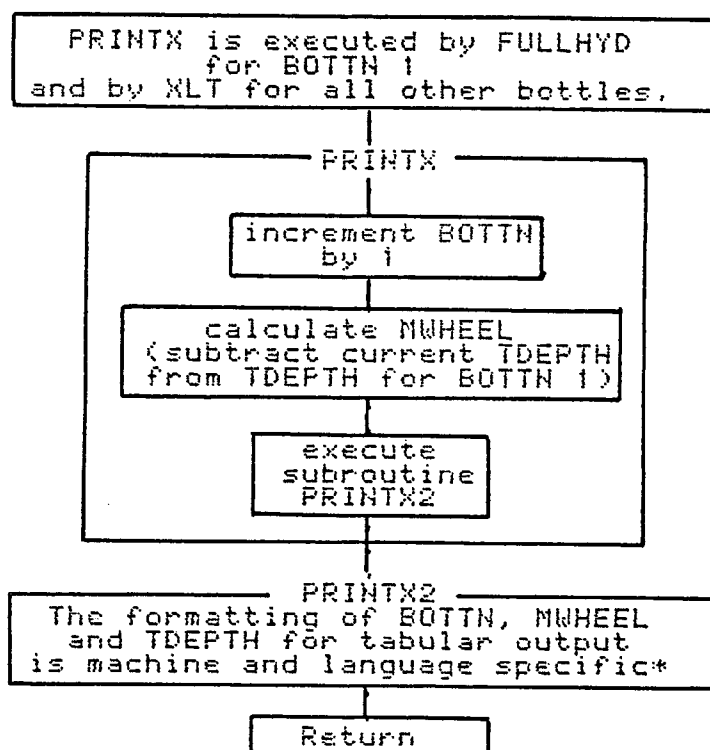 PRINTX is executed by FULLHYD
for BOTTN 1
and by XLT for all other bottles.
PRINTX
increment BOTTN
by 1
calculate MWHEEL
(subtract current TDEPTH
from TDEPTH for BOTTN 1)
execute
subroutine
PRINTX2
PRINTX2
The formatting of BOTTN, MWHEEL
and TDEPTH for tabular output
is machine and language specific*
Return